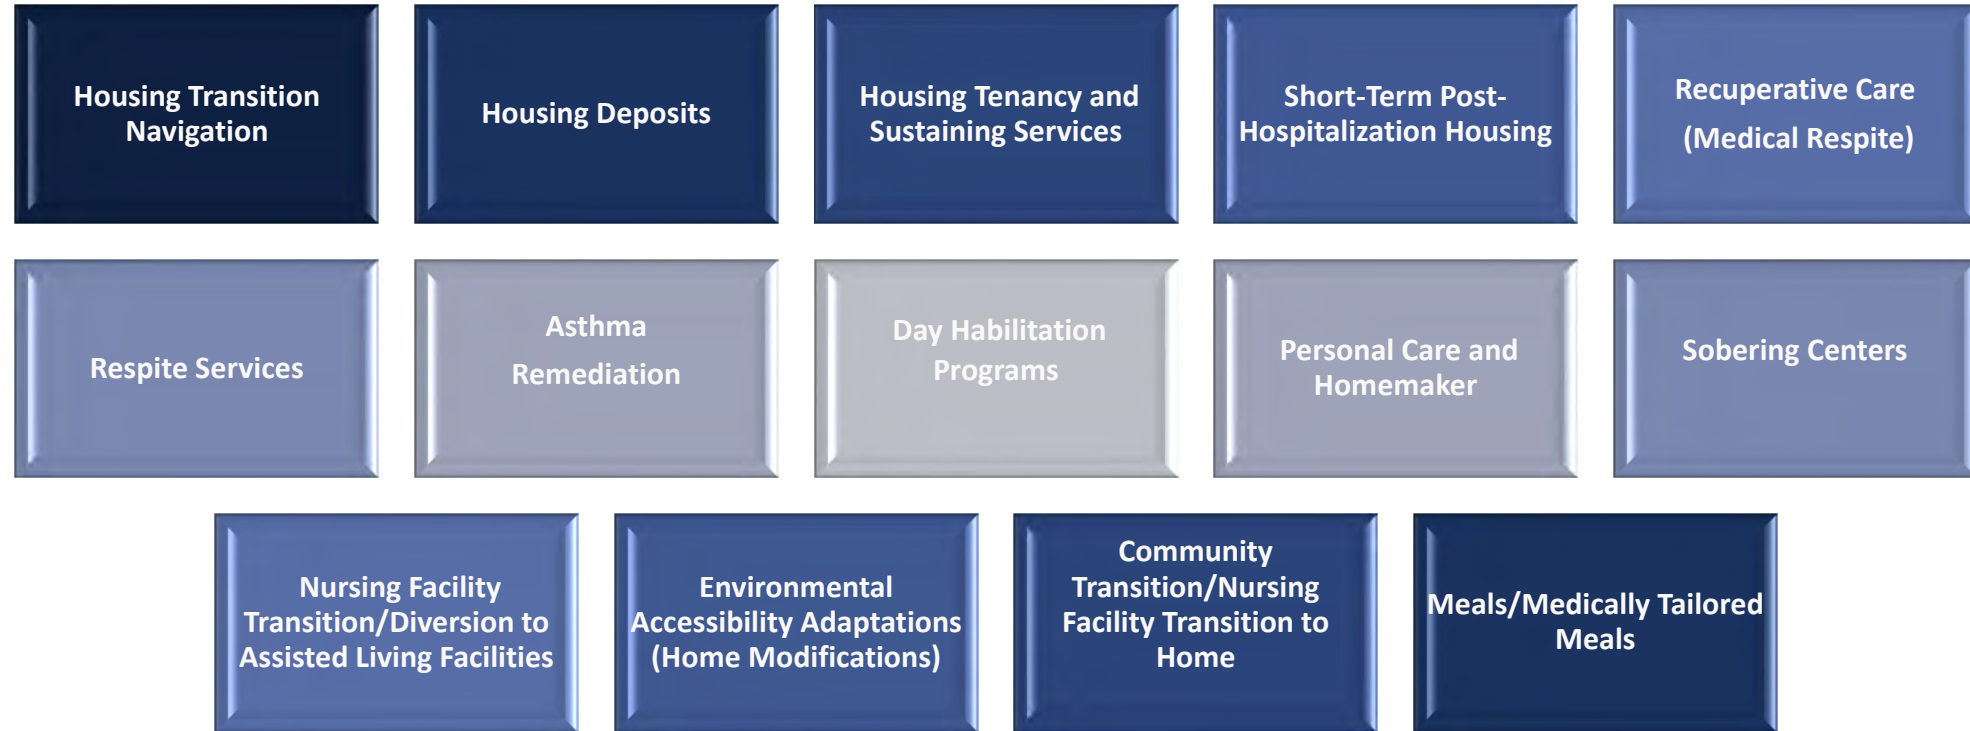 Housing Transition
Navigation
Housing Deposits
Housing Tenancy and
Sustaining Services
Short-Term Post-
Hospitalization Housing
Recuperative Care
(Medical Respite)
Respite Services
Asthma
Remediation
Day Habilitation
Programs
Personal Care and
Homemaker
Sobering Centers
Nursing Facility
Transition/Diversion to
Assisted Living Facilities
Environmental
Accessibility Adaptations
(Home Modifications)
Community
Transition/Nursing
Facility Transition to
Home
Meals/Medically Tailored
Meals